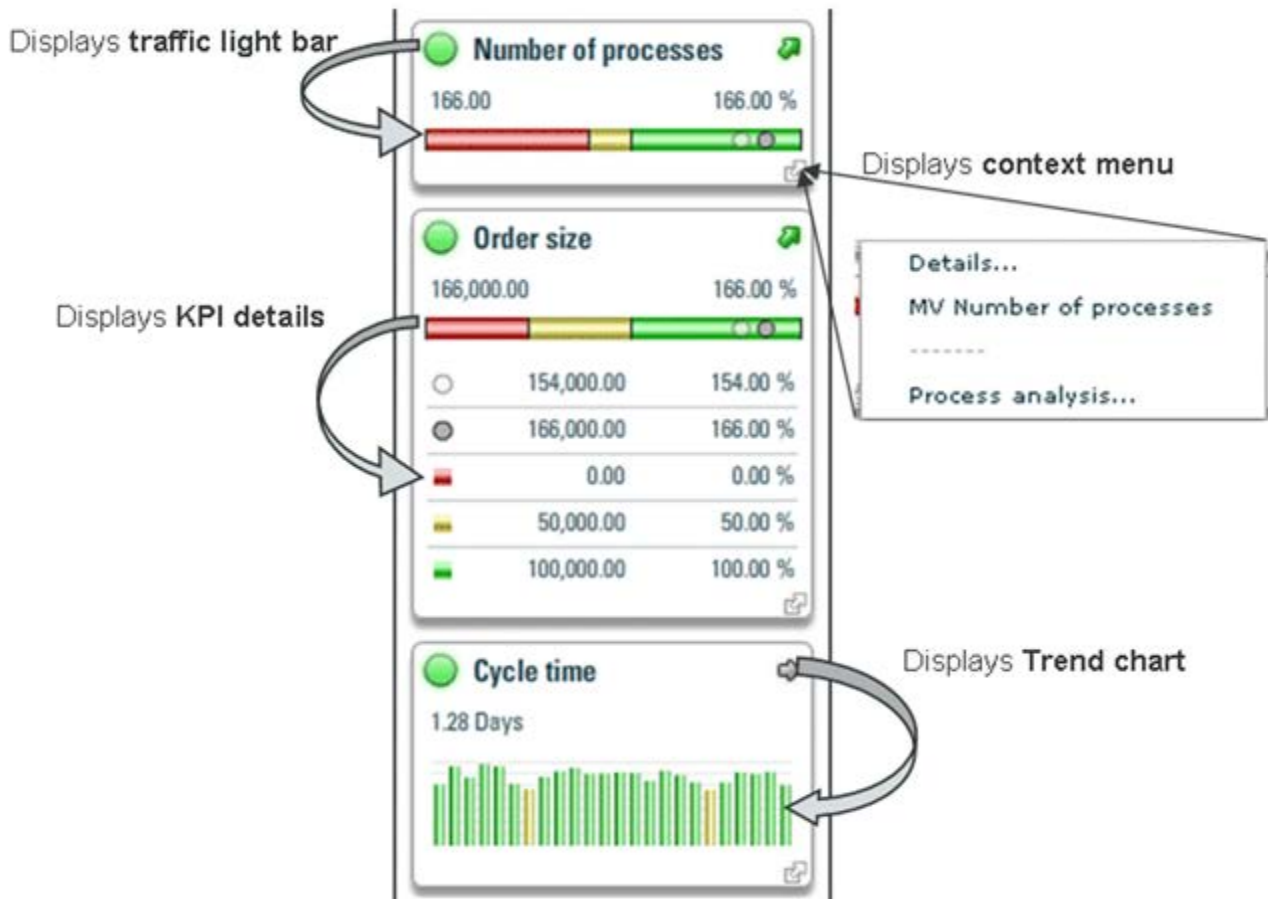 Displays traffic light bar
Number of processes
166.00 166.00 %
Displays context menu
Details...
MV Number of processes
-------
Process analysis...
Order size
166,000.00 166.00 %
Displays KPI details
154,000.00 154.00 %
166,000.00 166.00 %
0.00 0.00 %
50,000.00 50.00 %
100,000.00 100.00 %
Displays Trend chart
Cycle time
1.28 Days